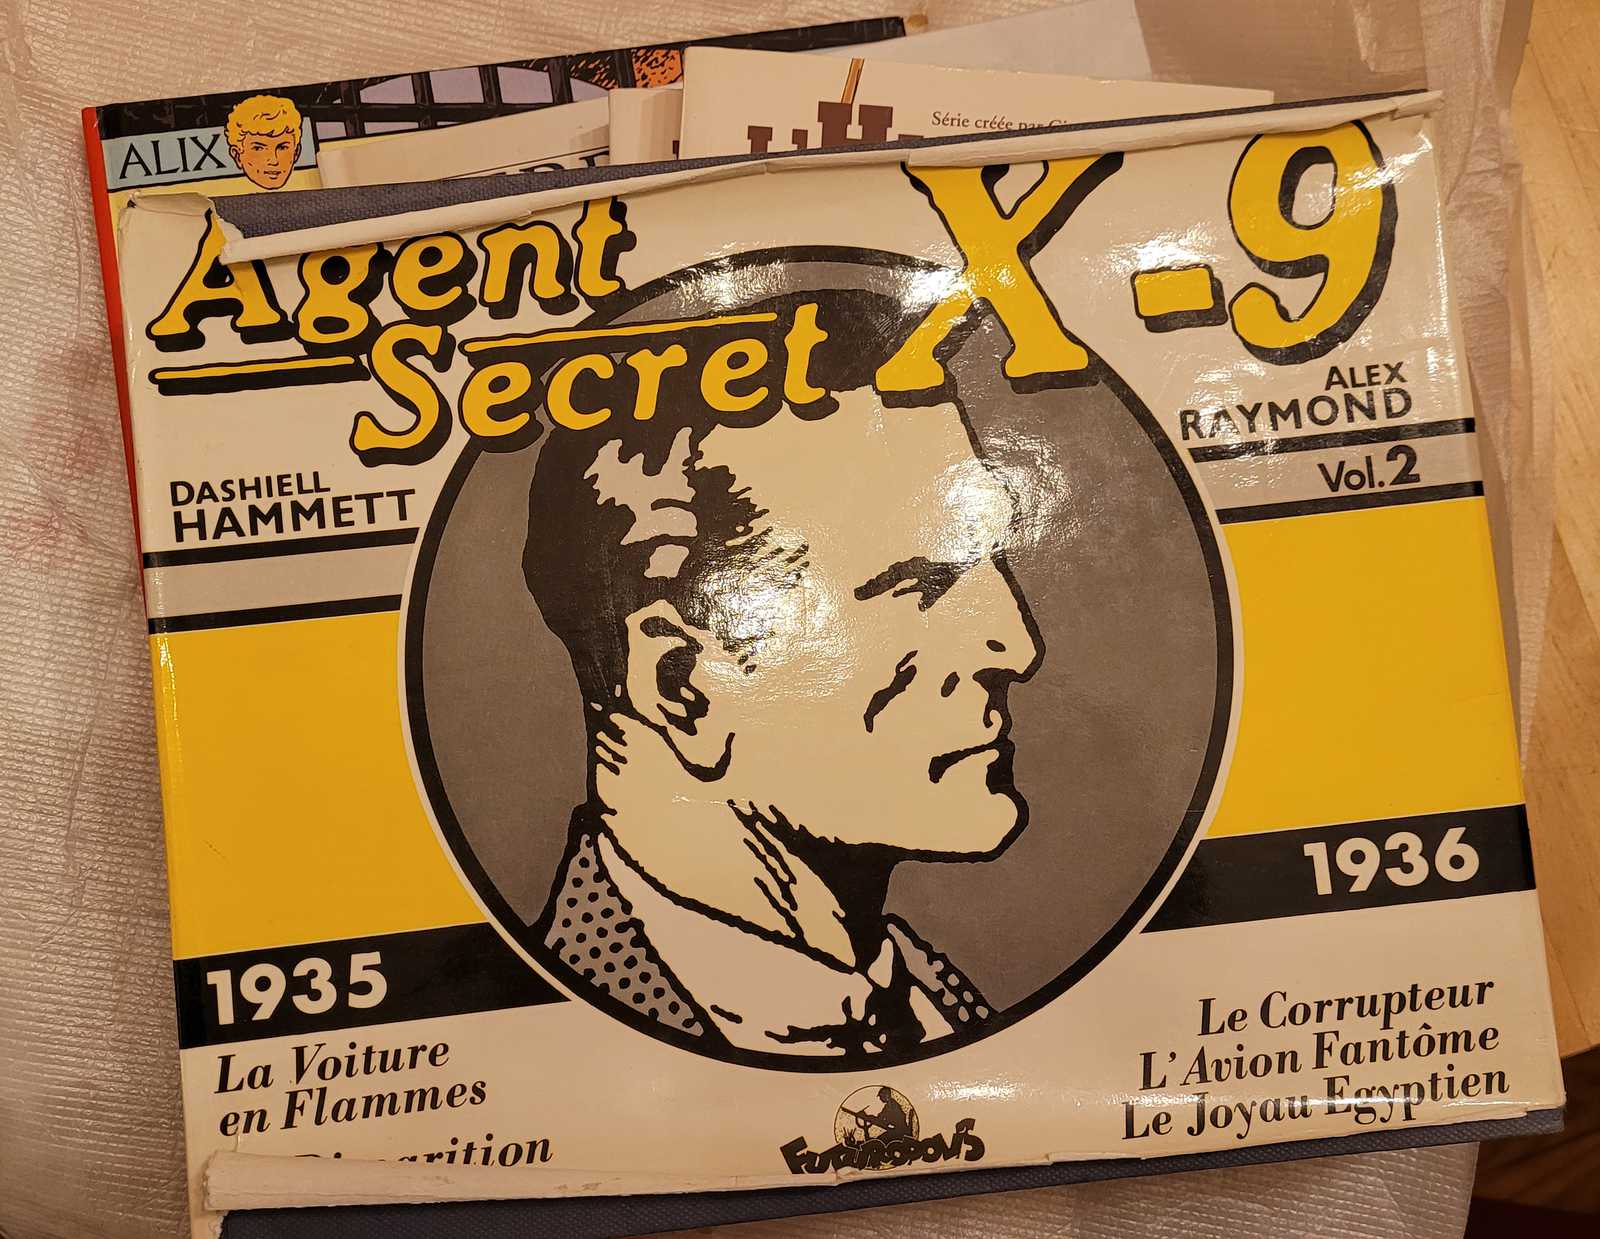 ALIX
Série créée par
Agent
Secret X-9
DASHIELL
HAMMETT
ALEX
RAYMOND
Vol.2
1935
La Voiture
en Flammes
1936
Le Corrupteur
L'Avion Fantôme
Le Joyau Egyptien
FUTUROPOLIS